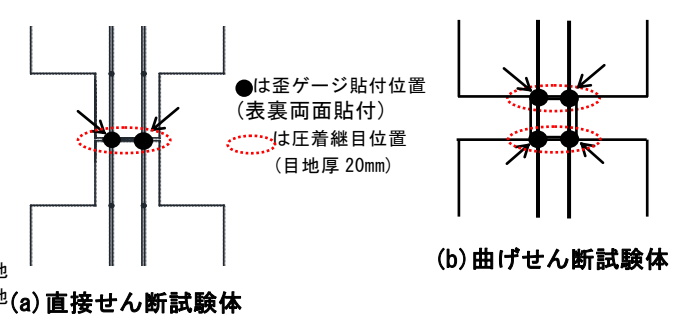 ●は歪ゲージ貼付位置
(表裏両面貼付)
は圧着継目位置
(目地厚 20mm)
(b)曲げせん断試験体
地
地
(a)直接せん断試験体